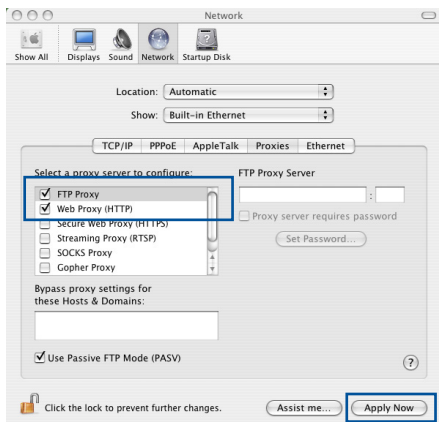 Network
Show All Displays Sound Network Startup Disk
Location: Automatic
Show: Built-in Ethernet
TCP/IP PPPoE AppleTalk Proxies Ethernet
Select a proxy server to configure: FTP Proxy Server
FTP Proxy
:
Web Proxy (HTTP)
Proxy server requires password
Secure Web Proxy (HTTPS)
Streaming Proxy (RTSP) Set Password...
SOCKS Proxy
Gopher Proxy
Bypass proxy settings for
these Hosts & Domains:
Use Passive FTP Mode (PASV) ?
Click the lock to prevent further changes. Assist me... Apply Now